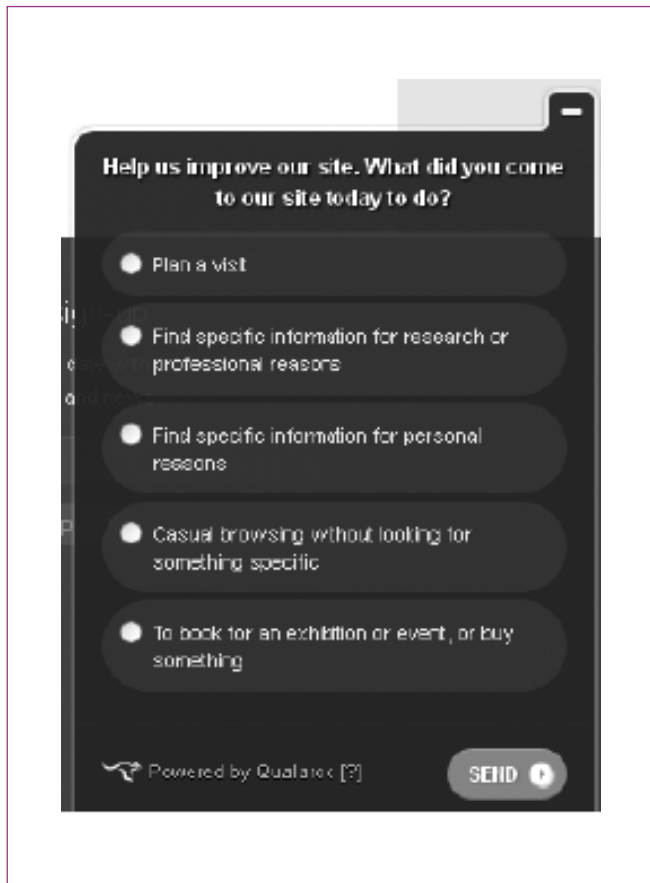 Help us improve our site. What did you come
to our site today to do?
Plan a visit
Find specific information for research or
professional reasons
Find specific information for personal
reasons
Casual browsing without looking for
something specific
To book for an exhibition or event, or buy
something
Powered by Qualaroo [?]
SEND